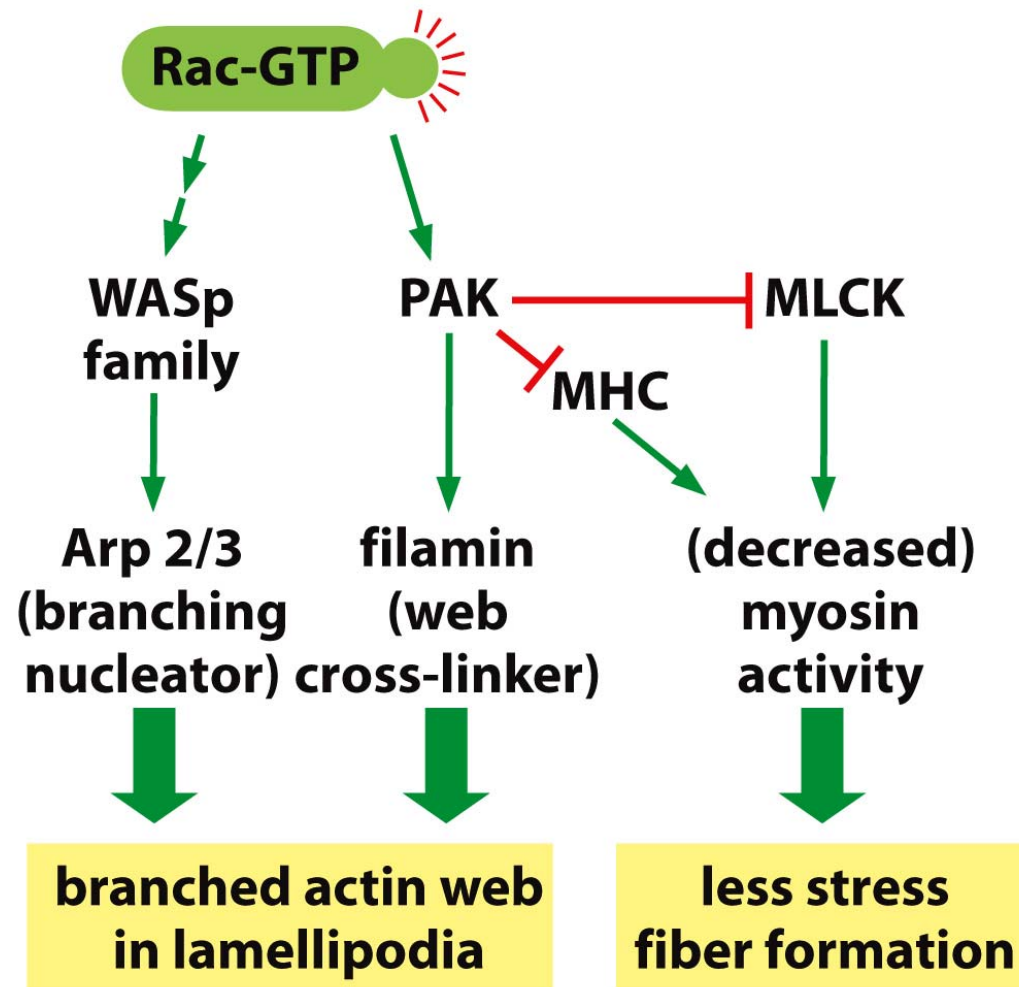 Rac-GTP
WASp
family
PAK
MLCK
MHC
Arp 2/3
(branching
nucleator)
filamin
(web
cross-linker)
(decreased)
myosin
activity
branched actin web
in lamellipodia
less stress
fiber formation